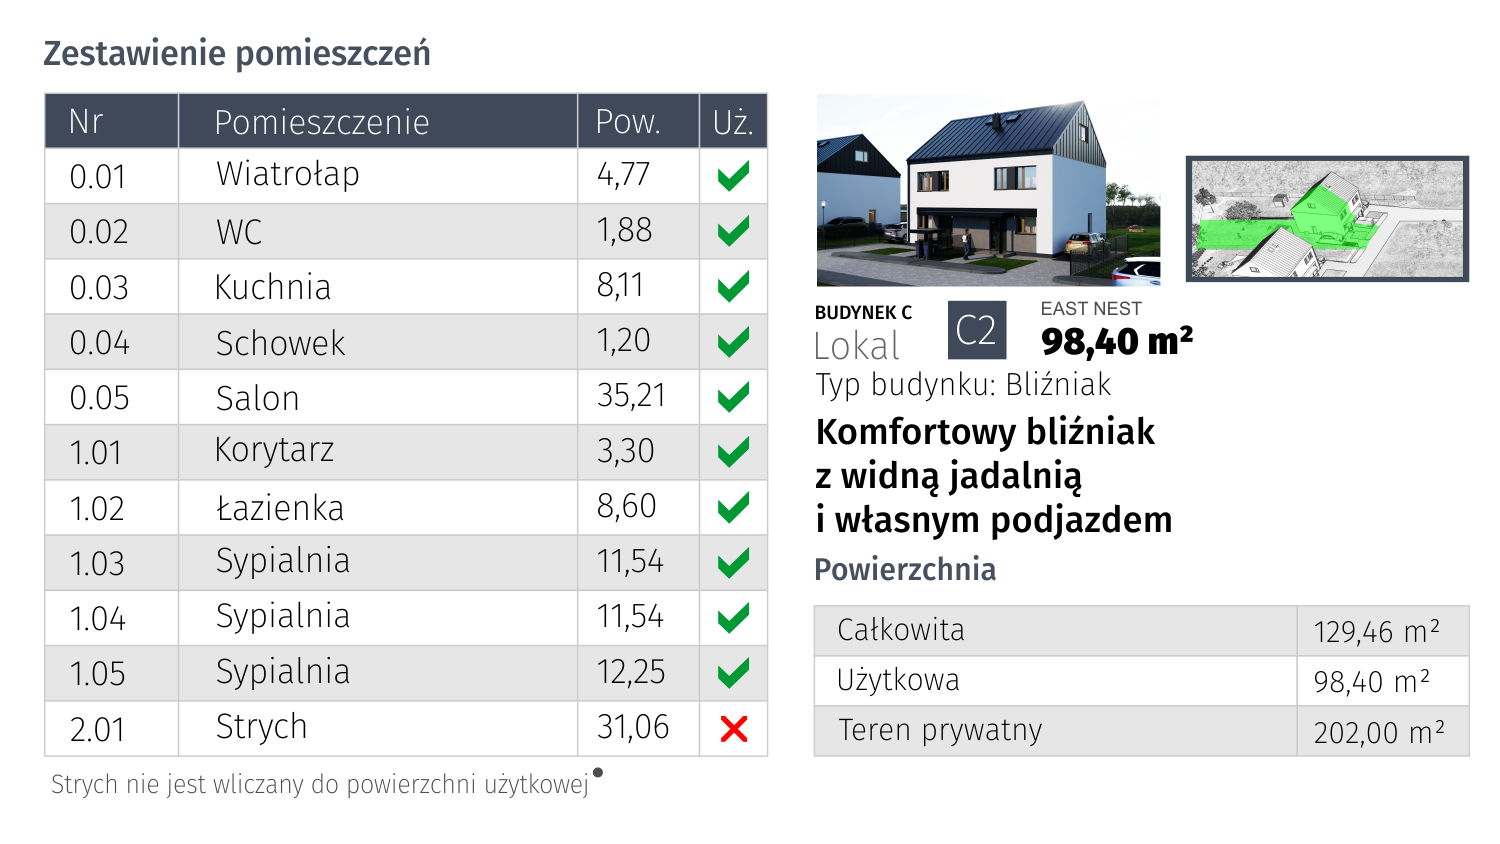 Zestawienie pomieszczeń
Nr Pomieszczenie Pow. Uż.
0.01 Wiatrołap 4,77
0.02 WC 1,88
0.03 Kuchnia 8,11
0.04 Schowek 1,20
0.05 Salon 35,21
1.01 Korytarz 3,30
1.02 Łazienka 8,60
1.03 Sypialnia 11,54
1.04 Sypialnia 11,54
1.05 Sypialnia 12,25
2.01 Strych 31,06
Strych nie jest wliczany do powierzchni użytkowej
BUDYNEK C
Lokal
C2
EAST NEST
98,40 m²
Typ budynku: Bliźniak
Komfortowy bliźniak
z widną jadalnią
i własnym podjazdem
Powierzchnia
Całkowita 129,46 m²
Użytkowa 98,40 m²
Teren prywatny 202,00 m²